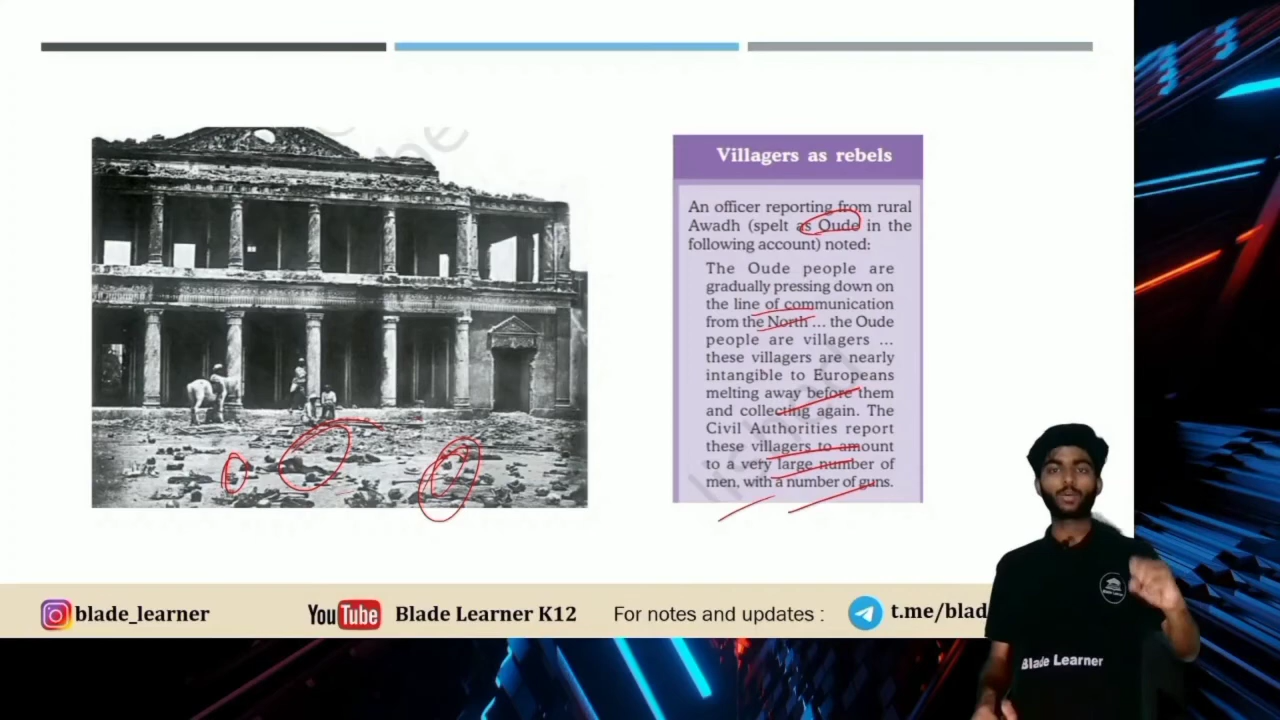 Villagers as rebels
An officer reporting from rural
Awadh (spelt as Oude in the
following account) noted:
The Oude people are
gradually pressing down on
the line of communication
from the North ... the Oude
people are villagers ...
these villagers are nearly
intangible to Europeans
melting away before them
and collecting again. The
Civil Authorities report
these villagers to amount
to a very large number of
men, with a number of guns.
blade_learner
YouTube
Blade Learner K12
For notes and updates :
t.me/blad
Blade Learner